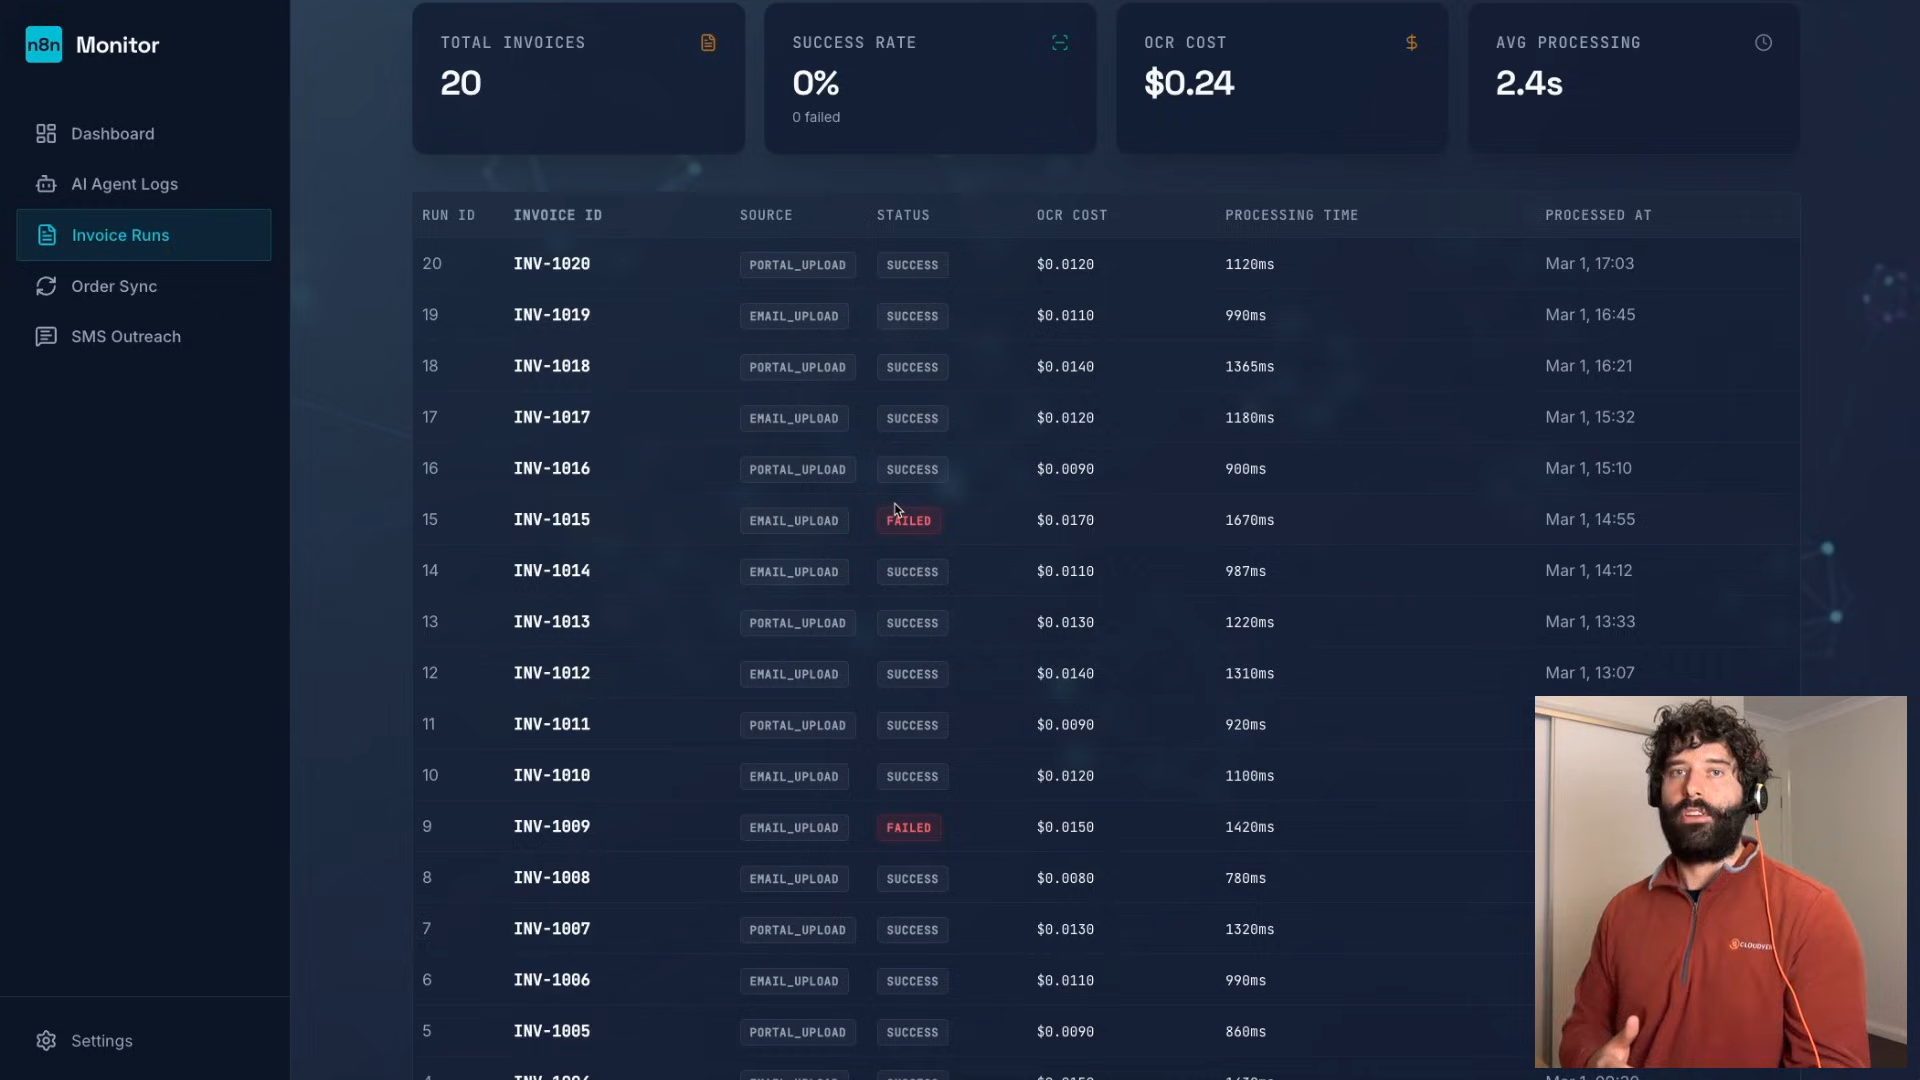 n8n Monitor
Dashboard
AI Agent Logs
Invoice Runs
Order Sync
SMS Outreach
Settings
TOTAL INVOICES
20
SUCCESS RATE
0%
0 failed
OCR COST
$0.24
AVG PROCESSING
2.4s
RUN ID INVOICE ID SOURCE STATUS OCR COST PROCESSING TIME PROCESSED AT
20 INV-1020 PORTAL_UPLOAD SUCCESS $0.0120 1120ms Mar 1, 17:03
19 INV-1019 EMAIL_UPLOAD SUCCESS $0.0110 990ms Mar 1, 16:45
18 INV-1018 PORTAL_UPLOAD SUCCESS $0.0140 1365ms Mar 1, 16:21
17 INV-1017 EMAIL_UPLOAD SUCCESS $0.0120 1180ms Mar 1, 15:32
16 INV-1016 PORTAL_UPLOAD SUCCESS $0.0090 900ms Mar 1, 15:10
15 INV-1015 EMAIL_UPLOAD FAILED $0.0170 1670ms Mar 1, 14:55
14 INV-1014 EMAIL_UPLOAD SUCCESS $0.0110 987ms Mar 1, 14:12
13 INV-1013 PORTAL_UPLOAD SUCCESS $0.0130 1220ms Mar 1, 13:33
12 INV-1012 EMAIL_UPLOAD SUCCESS $0.0140 1310ms Mar 1, 13:07
11 INV-1011 PORTAL_UPLOAD SUCCESS $0.0090 920ms
10 INV-1010 EMAIL_UPLOAD SUCCESS $0.0120 1100ms
9 INV-1009 EMAIL_UPLOAD FAILED $0.0150 1420ms
8 INV-1008 EMAIL_UPLOAD SUCCESS $0.0080 780ms
7 INV-1007 PORTAL_UPLOAD SUCCESS $0.0130 1320ms
6 INV-1006 EMAIL_UPLOAD SUCCESS $0.0110 990ms
5 INV-1005 PORTAL_UPLOAD SUCCESS $0.0090 860ms